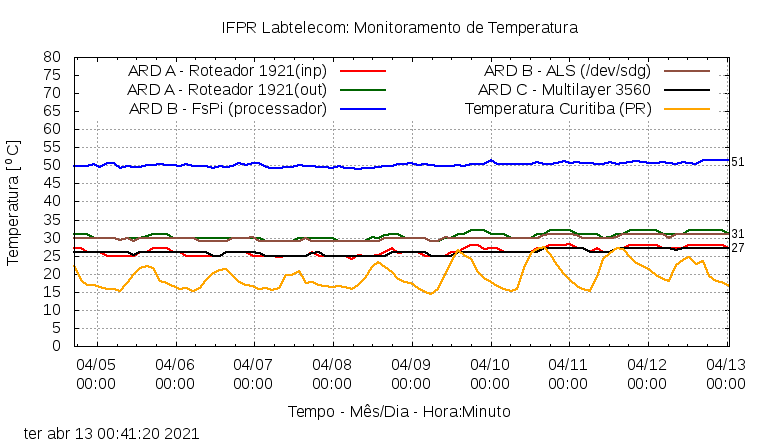 IFPR Labtelecom: Monitoramento de Temperatura
80
75
70
65
60
55
50
45
40
35
30
25
20
15
10
5
0
Temperatura [ºC]
ARD A - Roteador 1921(inp)
ARD A - Roteador 1921(out)
ARD B - FsPi (processador)
ARD B - ALS (/dev/sdg)
ARD C - Multilayer 3560
Temperatura Curitiba (PR)
51
31
27
04/05 04/06 04/07 04/08 04/09 04/10 04/11 04/12 04/13
00:00 00:00 00:00 00:00 00:00 00:00 00:00 00:00 00:00
Tempo - Mês/Dia - Hora:Minuto
ter abr 13 00:41:20 2021